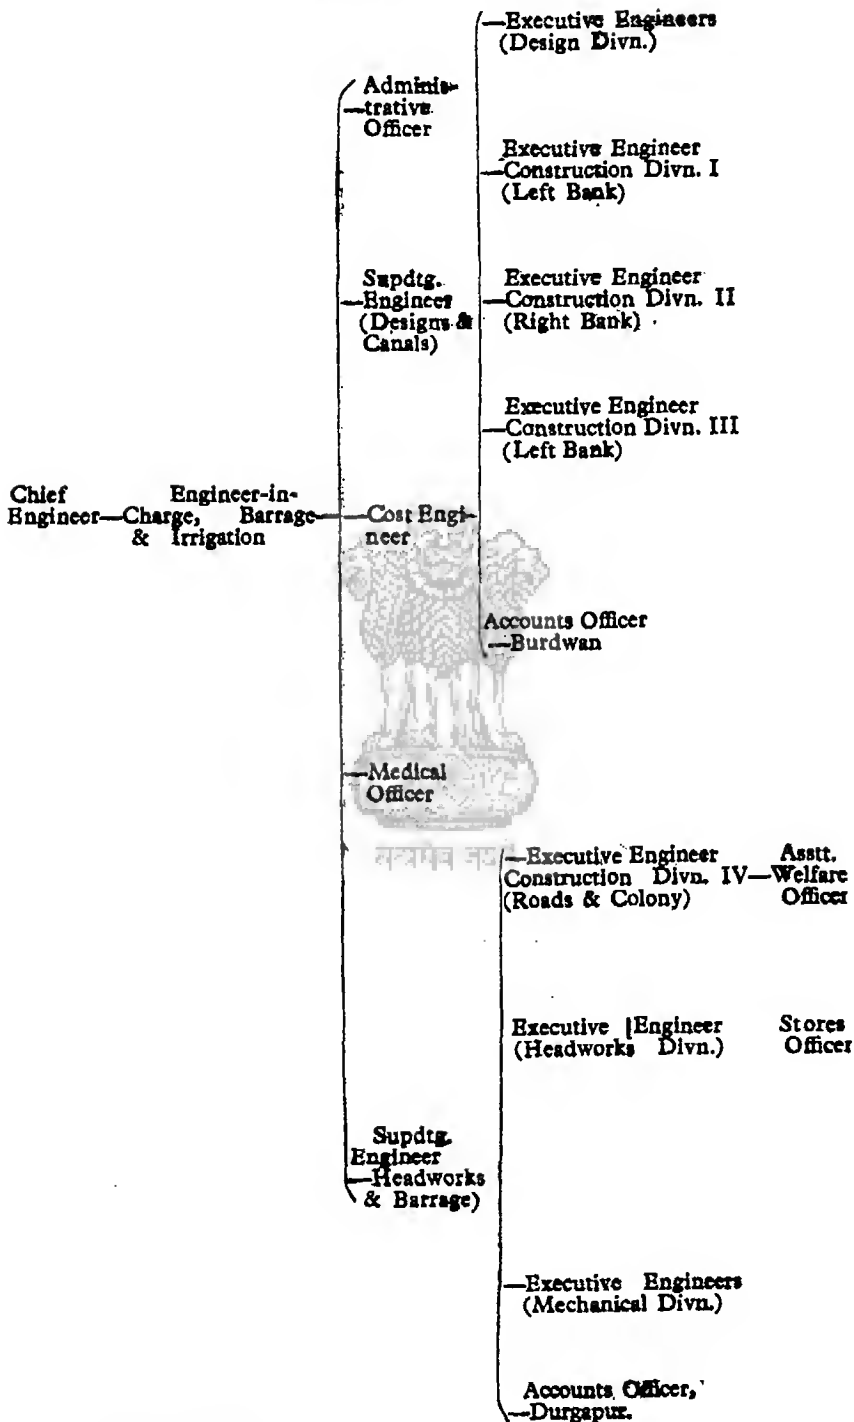 Executive Engineers
(Design Divn.)
Adminis-
trative
Officer
Executive Engineer
Construction Divn. I
(Left Bank)
Supdtg.
Engineer
(Designs &
Canals)
Executive Engineer
Construction Divn. II
(Right Bank)
Executive Engineer
Construction Divn. III
(Left Bank)
Chief Engineer-in-
Engineer—Charge, Barrage—Cost Engi-
& Irrigation neer
Accounts Officer
—Burdwan
—Medical
Officer
—Executive Engineer Asstt.
Construction Divn. IV—Welfare
(Roads & Colony) Officer
Executive Engineer Stores
(Headworks Divn.) Officer
Supdtg.
Engineer
—Headworks
& Barrage)
—Executive Engineers
(Mechanical Divn.)
Accounts Officer,
—Durgapur.